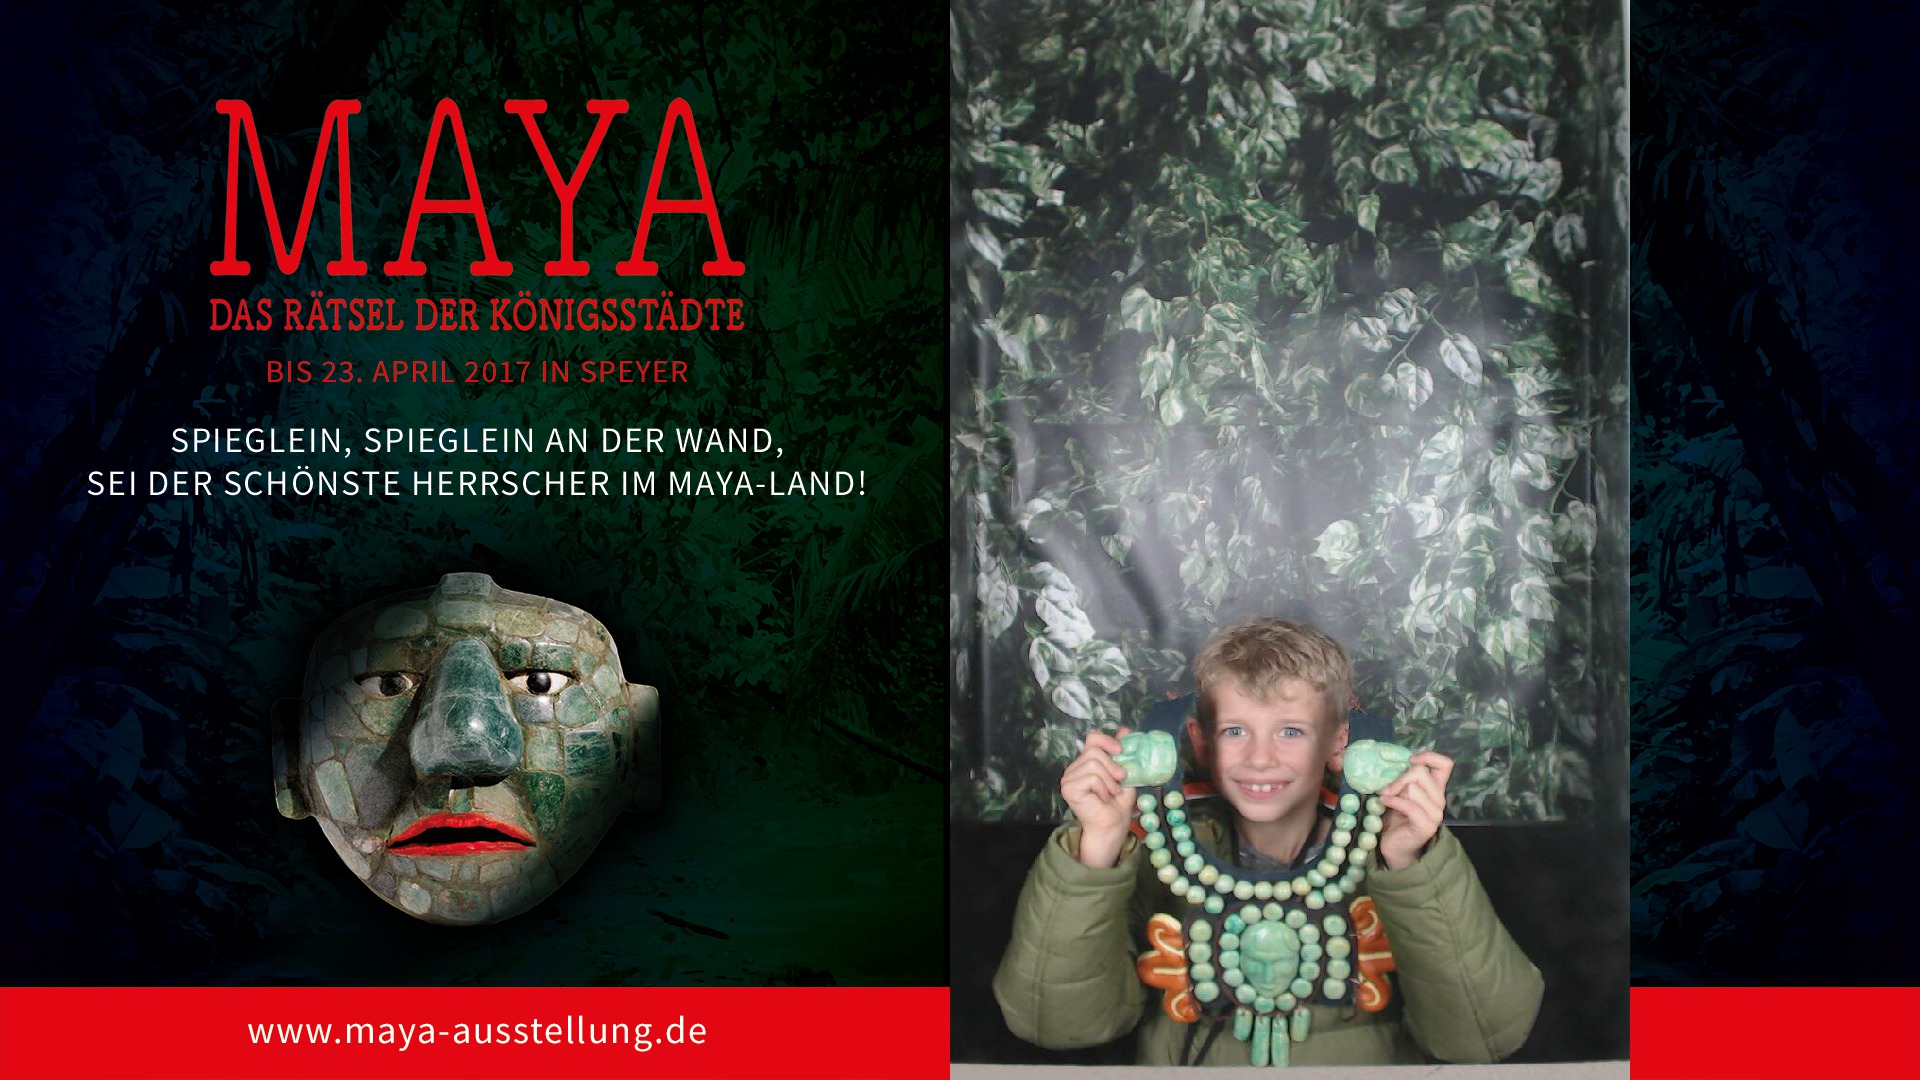 MAYA
DAS RÄTSEL DER KÖNIGSSTÄDTE
BIS 23. APRIL 2017 IN SPEYER
SPIEGLEIN, SPIEGLEIN AN DER WAND,
SEI DER SCHÖNSTE HERRSCHER IM MAYA-LAND!
www.maya-ausstellung.de